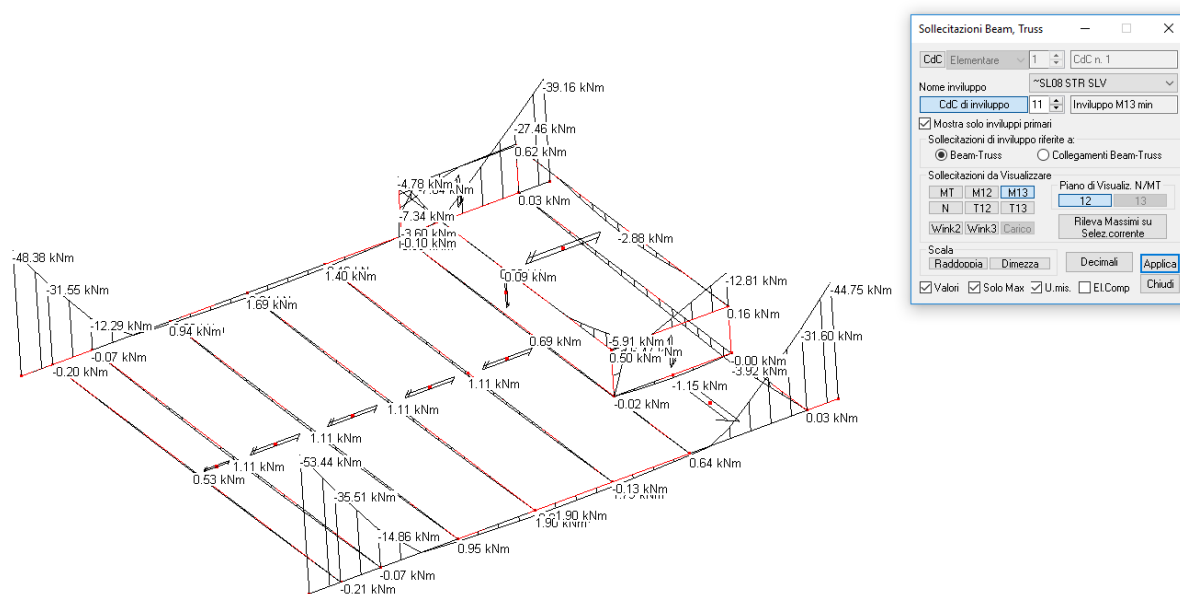 Sollecitazioni Beam, Truss
CdC Elementare 1 CdC n. 1
Nome inviluppo ~SL08 STR SLV
CdC di inviluppo 11 Inviluppo M13 min
Mostra solo inviluppi primari
Sollecitazioni di inviluppo riferite a:
Beam-Truss Collegamenti Beam-Truss
Sollecitazioni da Visualizzare
MT M12 M13
N T12 T13
Wink2 Wink3 Carico
Piano di Visualiz. N/MT
12 13
Rileva Massimi su
Selez.corrente
Scala
Raddoppia Dimezza
Decimali
Applica
Valori Solo Max U.mis. El.Comp
Chiudi
-39.16 kNm
-27.46 kNm
0.62 kNm
-4.78 kNm
0.03 kNm
-7.34 kNm
-3.60 kNm
-0.10 kNm
-2.88 kNm
-48.38 kNm
-31.55 kNm
1.40 kNm
0.09 kNm
-12.81 kNm
-44.75 kNm
1.69 kNm
0.16 kNm
-12.29 kNm
0.94 kNm
-31.60 kNm
0.69 kNm
-5.91 kNm
-0.07 kNm
0.50 kNm
-0.00 kNm
-0.20 kNm
-3.92 kNm
1.11 kNm
-1.15 kNm
-0.02 kNm
1.11 kNm
0.03 kNm
1.11 kNm
1.11 kNm
0.64 kNm
-53.44 kNm
0.53 kNm
-0.13 kNm
-35.51 kNm
1.90 kNm
1.90 kNm
-14.86 kNm
0.95 kNm
-0.07 kNm
-0.21 kNm